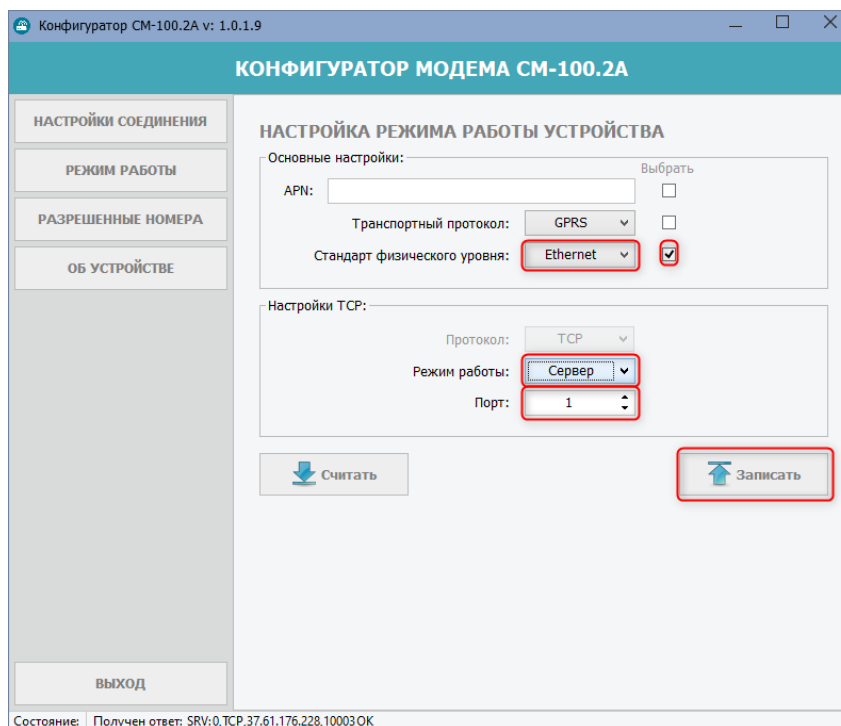 Конфигуратор СМ-100.2А v: 1.0.1.9
КОНФИГУРАТОР МОДЕМА СМ-100.2А
НАСТРОЙКИ СОЕДИНЕНИЯ
РЕЖИМ РАБОТЫ
РАЗРЕШЕННЫЕ НОМЕРА
ОБ УСТРОЙСТВЕ
ВЫХОД
НАСТРОЙКА РЕЖИМА РАБОТЫ УСТРОЙСТВА
Основные настройки:
Выбрать
APN:
Транспортный протокол: GPRS
Стандарт физического уровня: Ethernet
Настройки TCP:
Протокол: TCP
Режим работы: Сервер
Порт: 1
Считать
Записать
Состояние: Получен ответ: SRV:0,TCP,37.61.176.228,10003OK